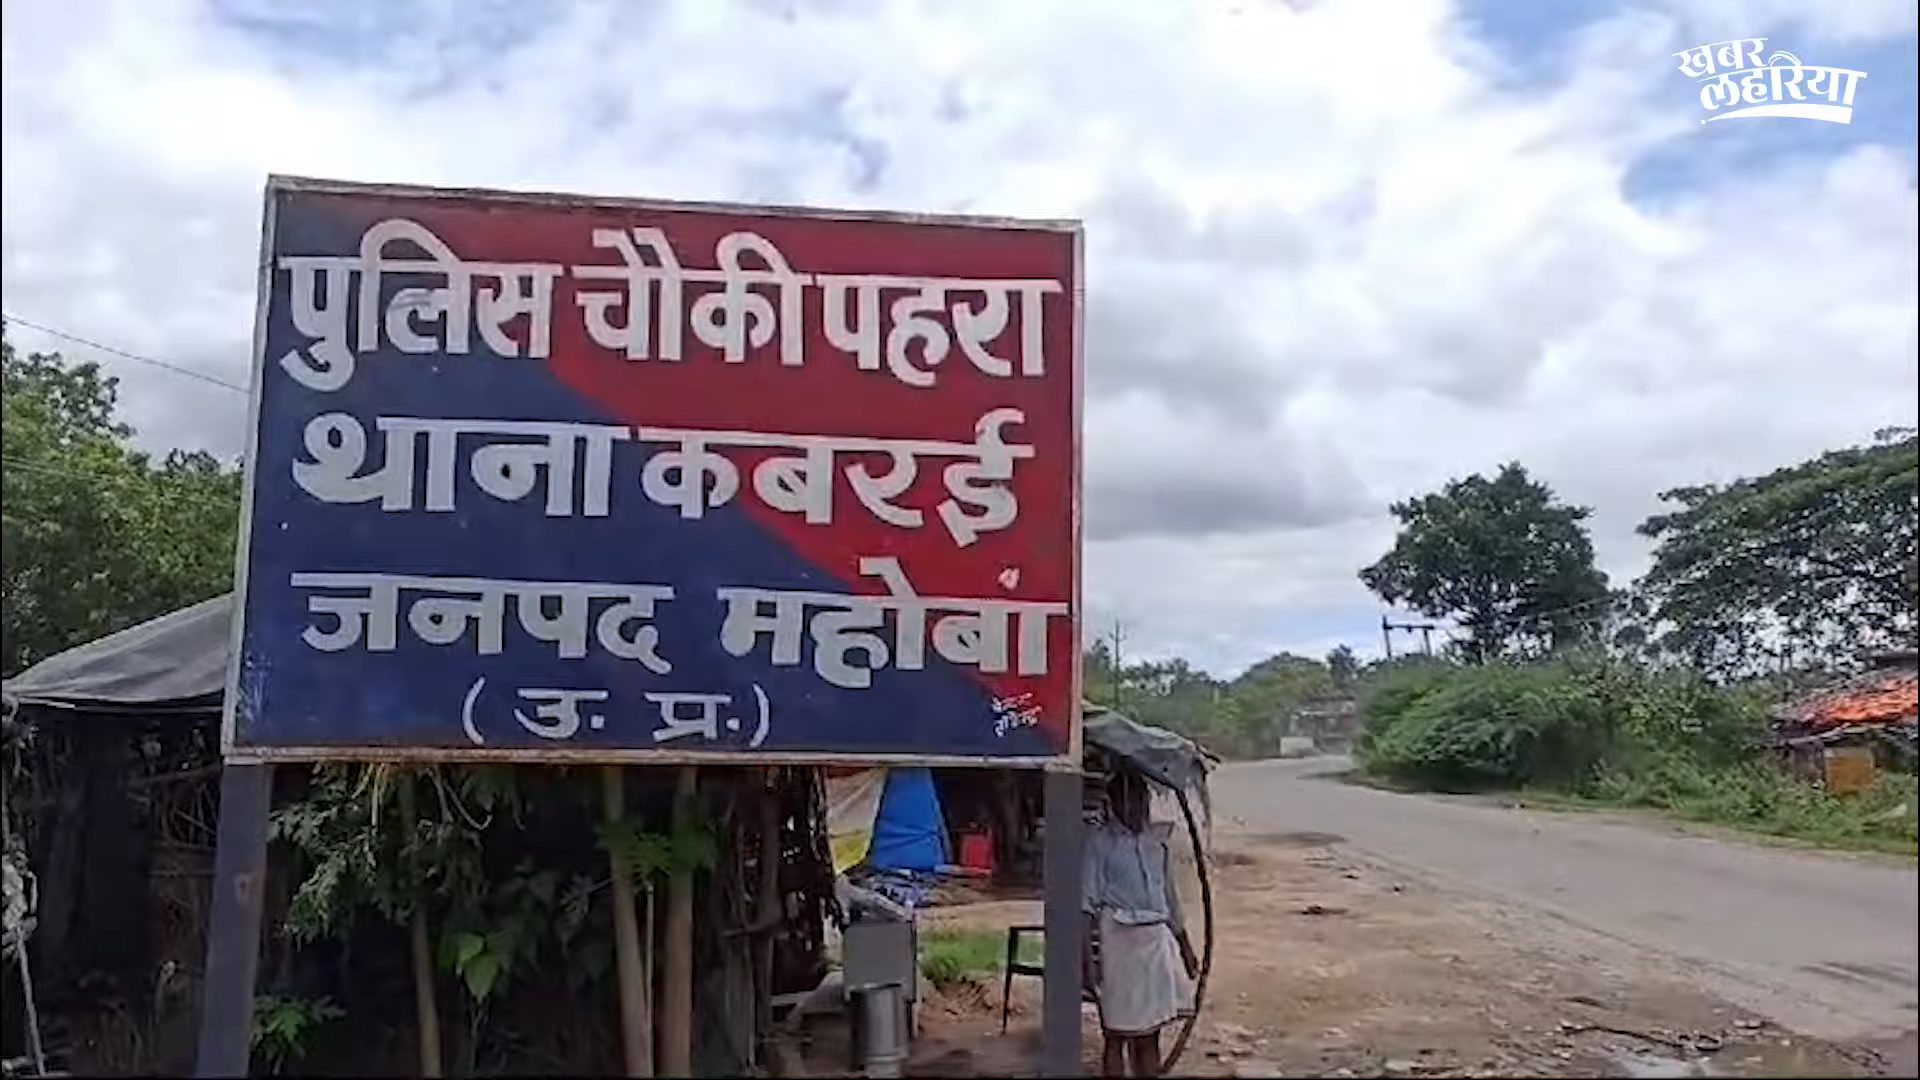 खबर
लहरिया
पुलिस चौकी पहरा
थाना कबरई
जनपद महोबां
( उ. प्र.)